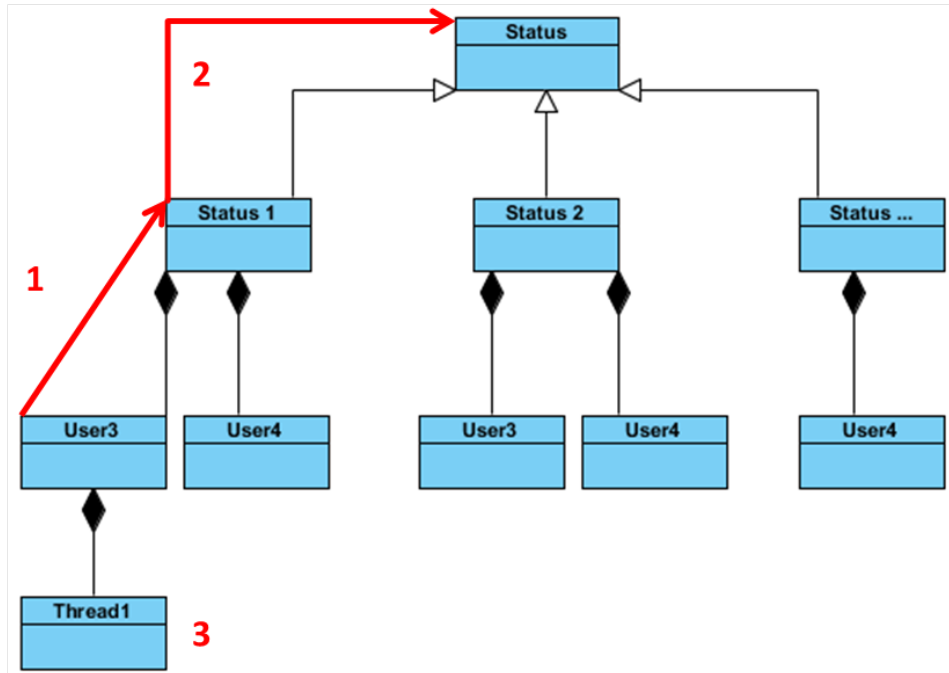 Status
2
Status 1
Status 2
Status ...
1
User3
User4
User3
User4
User4
Thread1
3